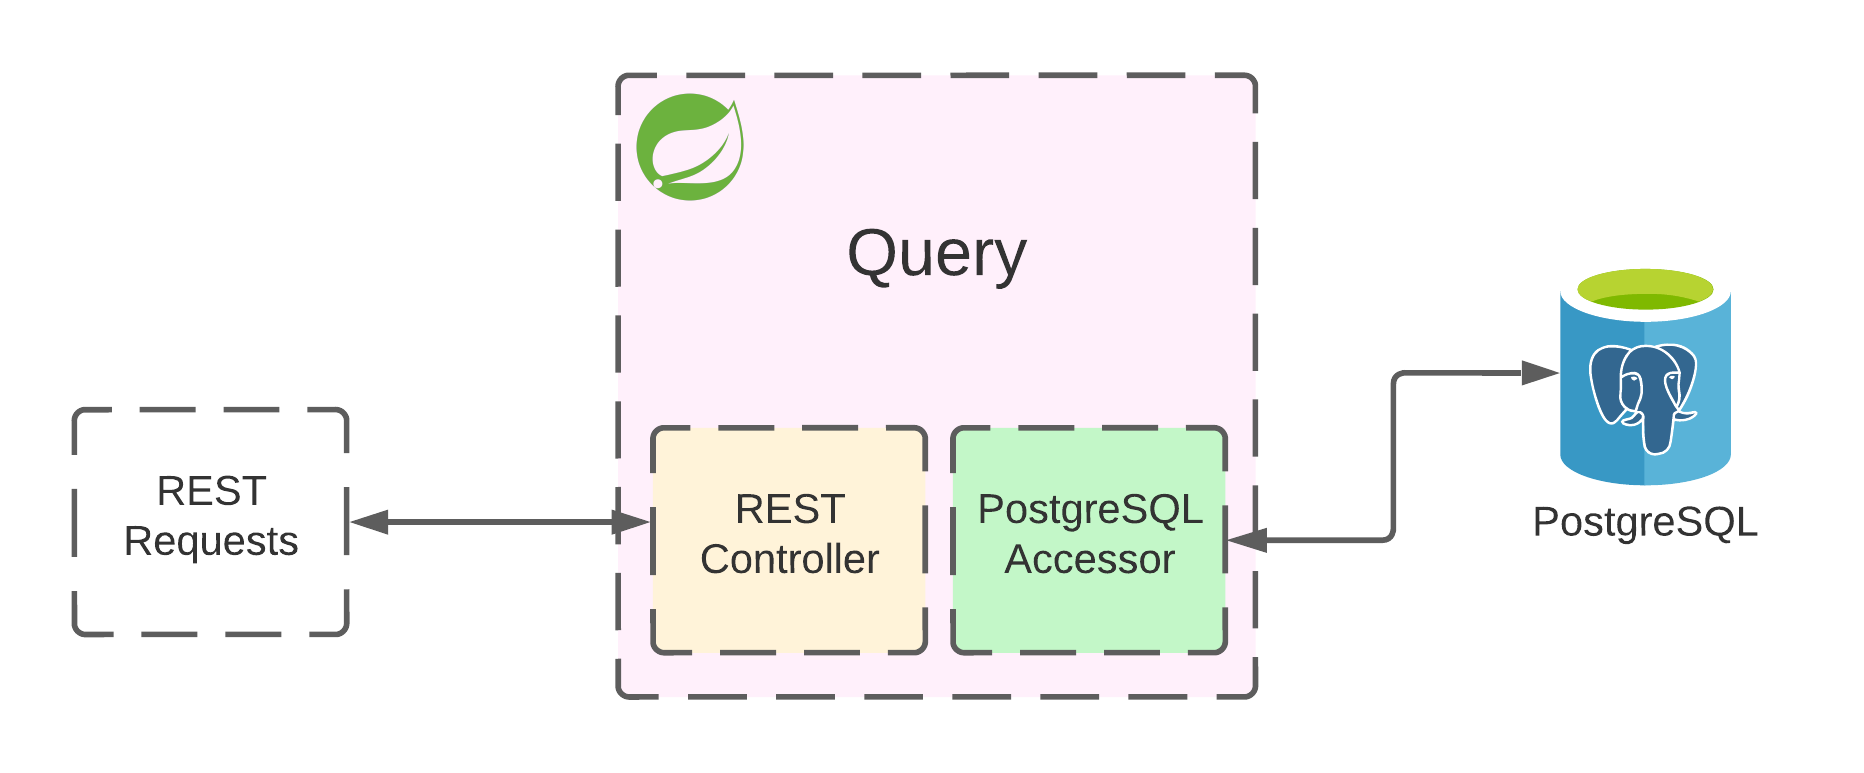 Query
REST
Requests
REST
Controller
PostgreSQL
Accessor
PostgreSQL